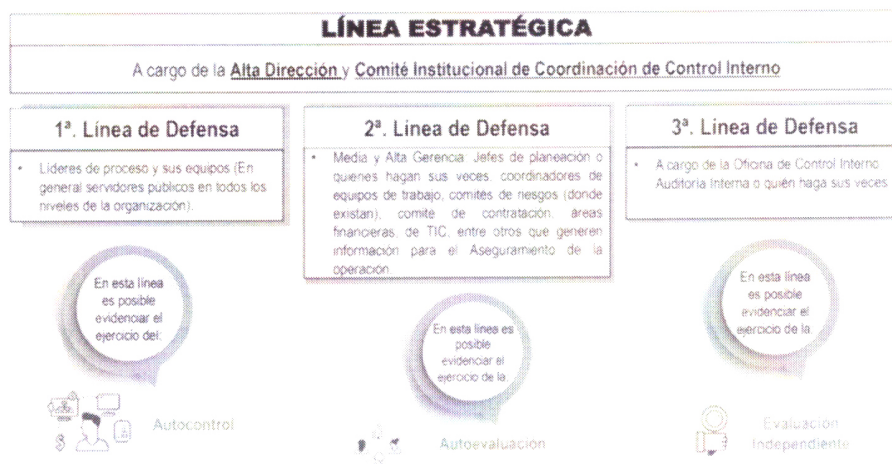 LÍNEA ESTRATÉGICA
A cargo de la Alta Dirección y Comité Institucional de Coordinación de Control Interno
1ª. Línea de Defensa
• Líderes de proceso y sus equipos (En
general servidores públicos en todos los
niveles de la organización).
En esta línea
es posible
evidenciar el
ejercicio del:
Autocontrol
2ª. Línea de Defensa
• Media y Alta Gerencia: Jefes de planeación o
quienes hagan sus veces, coordinadores de
equipos de trabajo, comités de riesgos (donde
existan), comité de contratación, áreas
financieras, de TIC, entre otros que generen
información para el Aseguramiento de la
operación
En esta línea es
posible
evidenciar el
ejercicio de la
Autoevaluación
3ª. Línea de Defensa
• A cargo de la Oficina de Control Interno
Auditoría Interna o quién haga sus veces
En esta línea
es posible
evidenciar el
ejercicio de la
Evaluación
Independiente